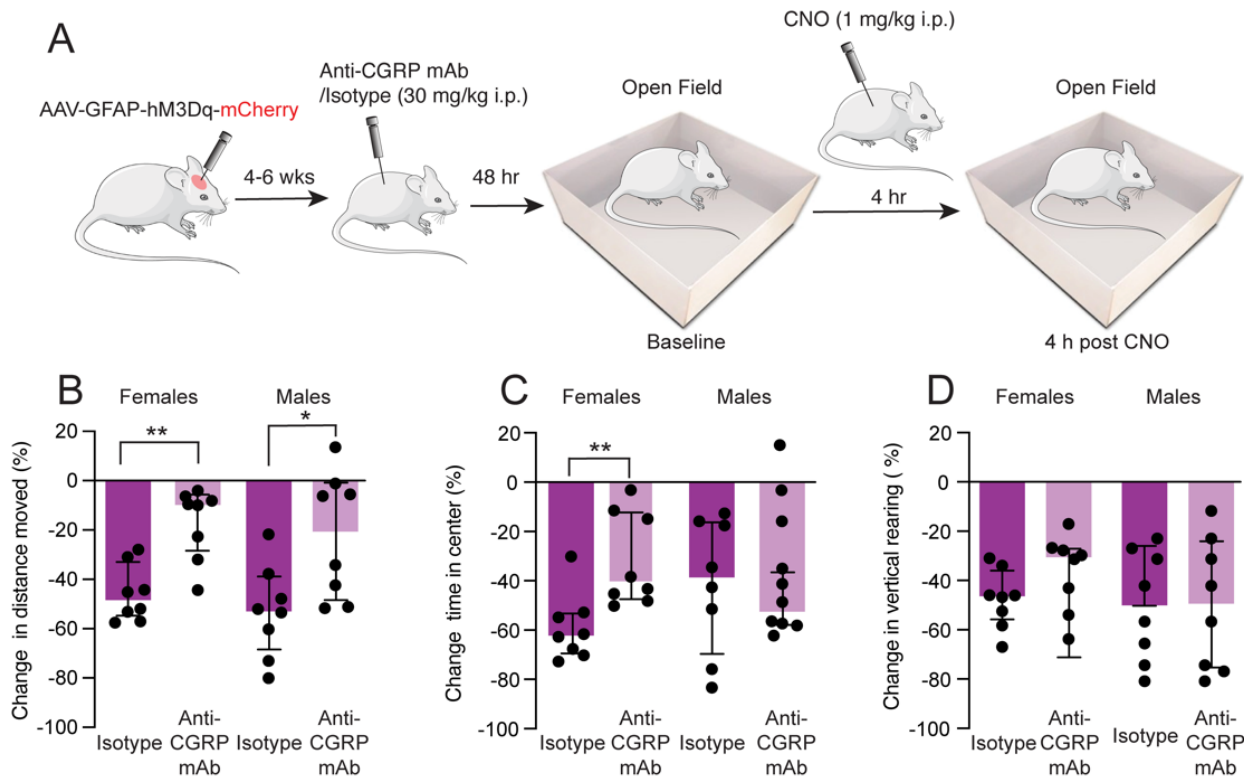 A
AAV-GFAP-hM3Dq-mCherry
4-6 wks
Anti-CGRP mAb
/Isotype (30 mg/kg i.p.)
48 hr
Open Field
Baseline
CNO (1 mg/kg i.p.)
4 hr
Open Field
4 h post CNO
B
Females Males
Change in distance moved (%)
20
0
-20
-40
-60
-80
-100
** *
Isotype Anti-CGRP mAb Isotype Anti-CGRP mAb
C
Females Males
Change time in center (%)
20
0
-20
-40
-60
-80
-100
**
Isotype Anti-CGRP mAb Isotype Anti-CGRP mAb
D
Females Males
Change in vertical rearing ( %)
20
0
-20
-40
-60
-80
-100
Isotype Anti-CGRP mAb Isotype Anti-CGRP mAb